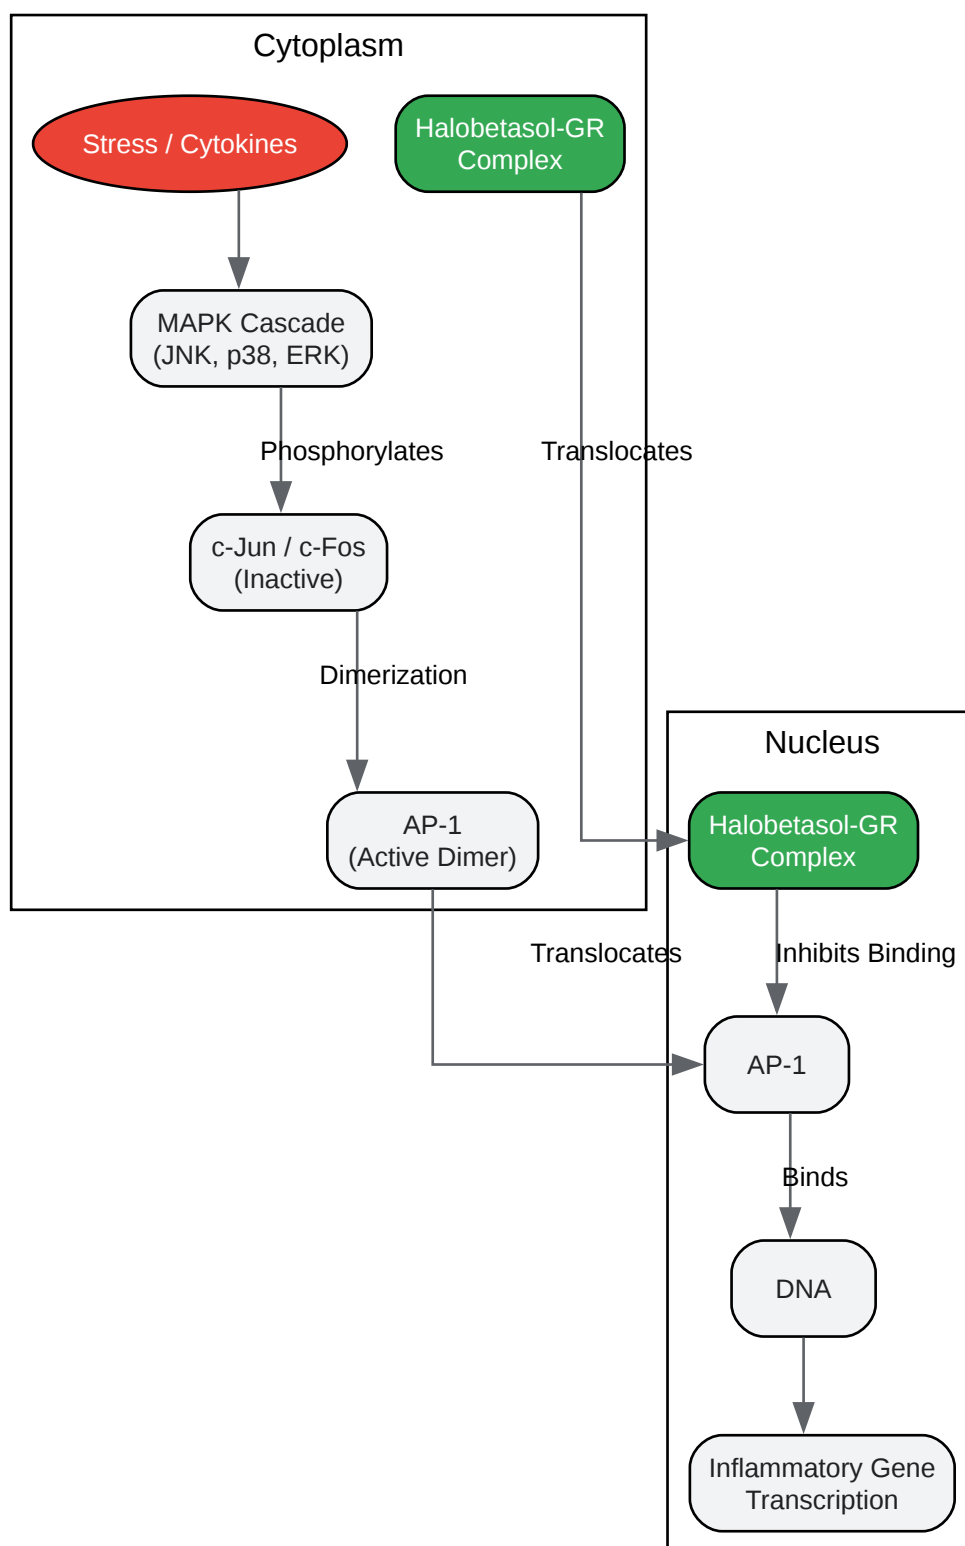 Cytoplasm
Stress / Cytokines
Halobetasol-GR
Complex
MAPK Cascade
(JNK, p38, ERK)
Phosphorylates
Translocates
c-Jun / c-Fos
(Inactive)
Dimerization
Nucleus
AP-1
(Active Dimer)
Halobetasol-GR
Complex
Translocates
Inhibits Binding
AP-1
Binds
DNA
Inflammatory Gene
Transcription